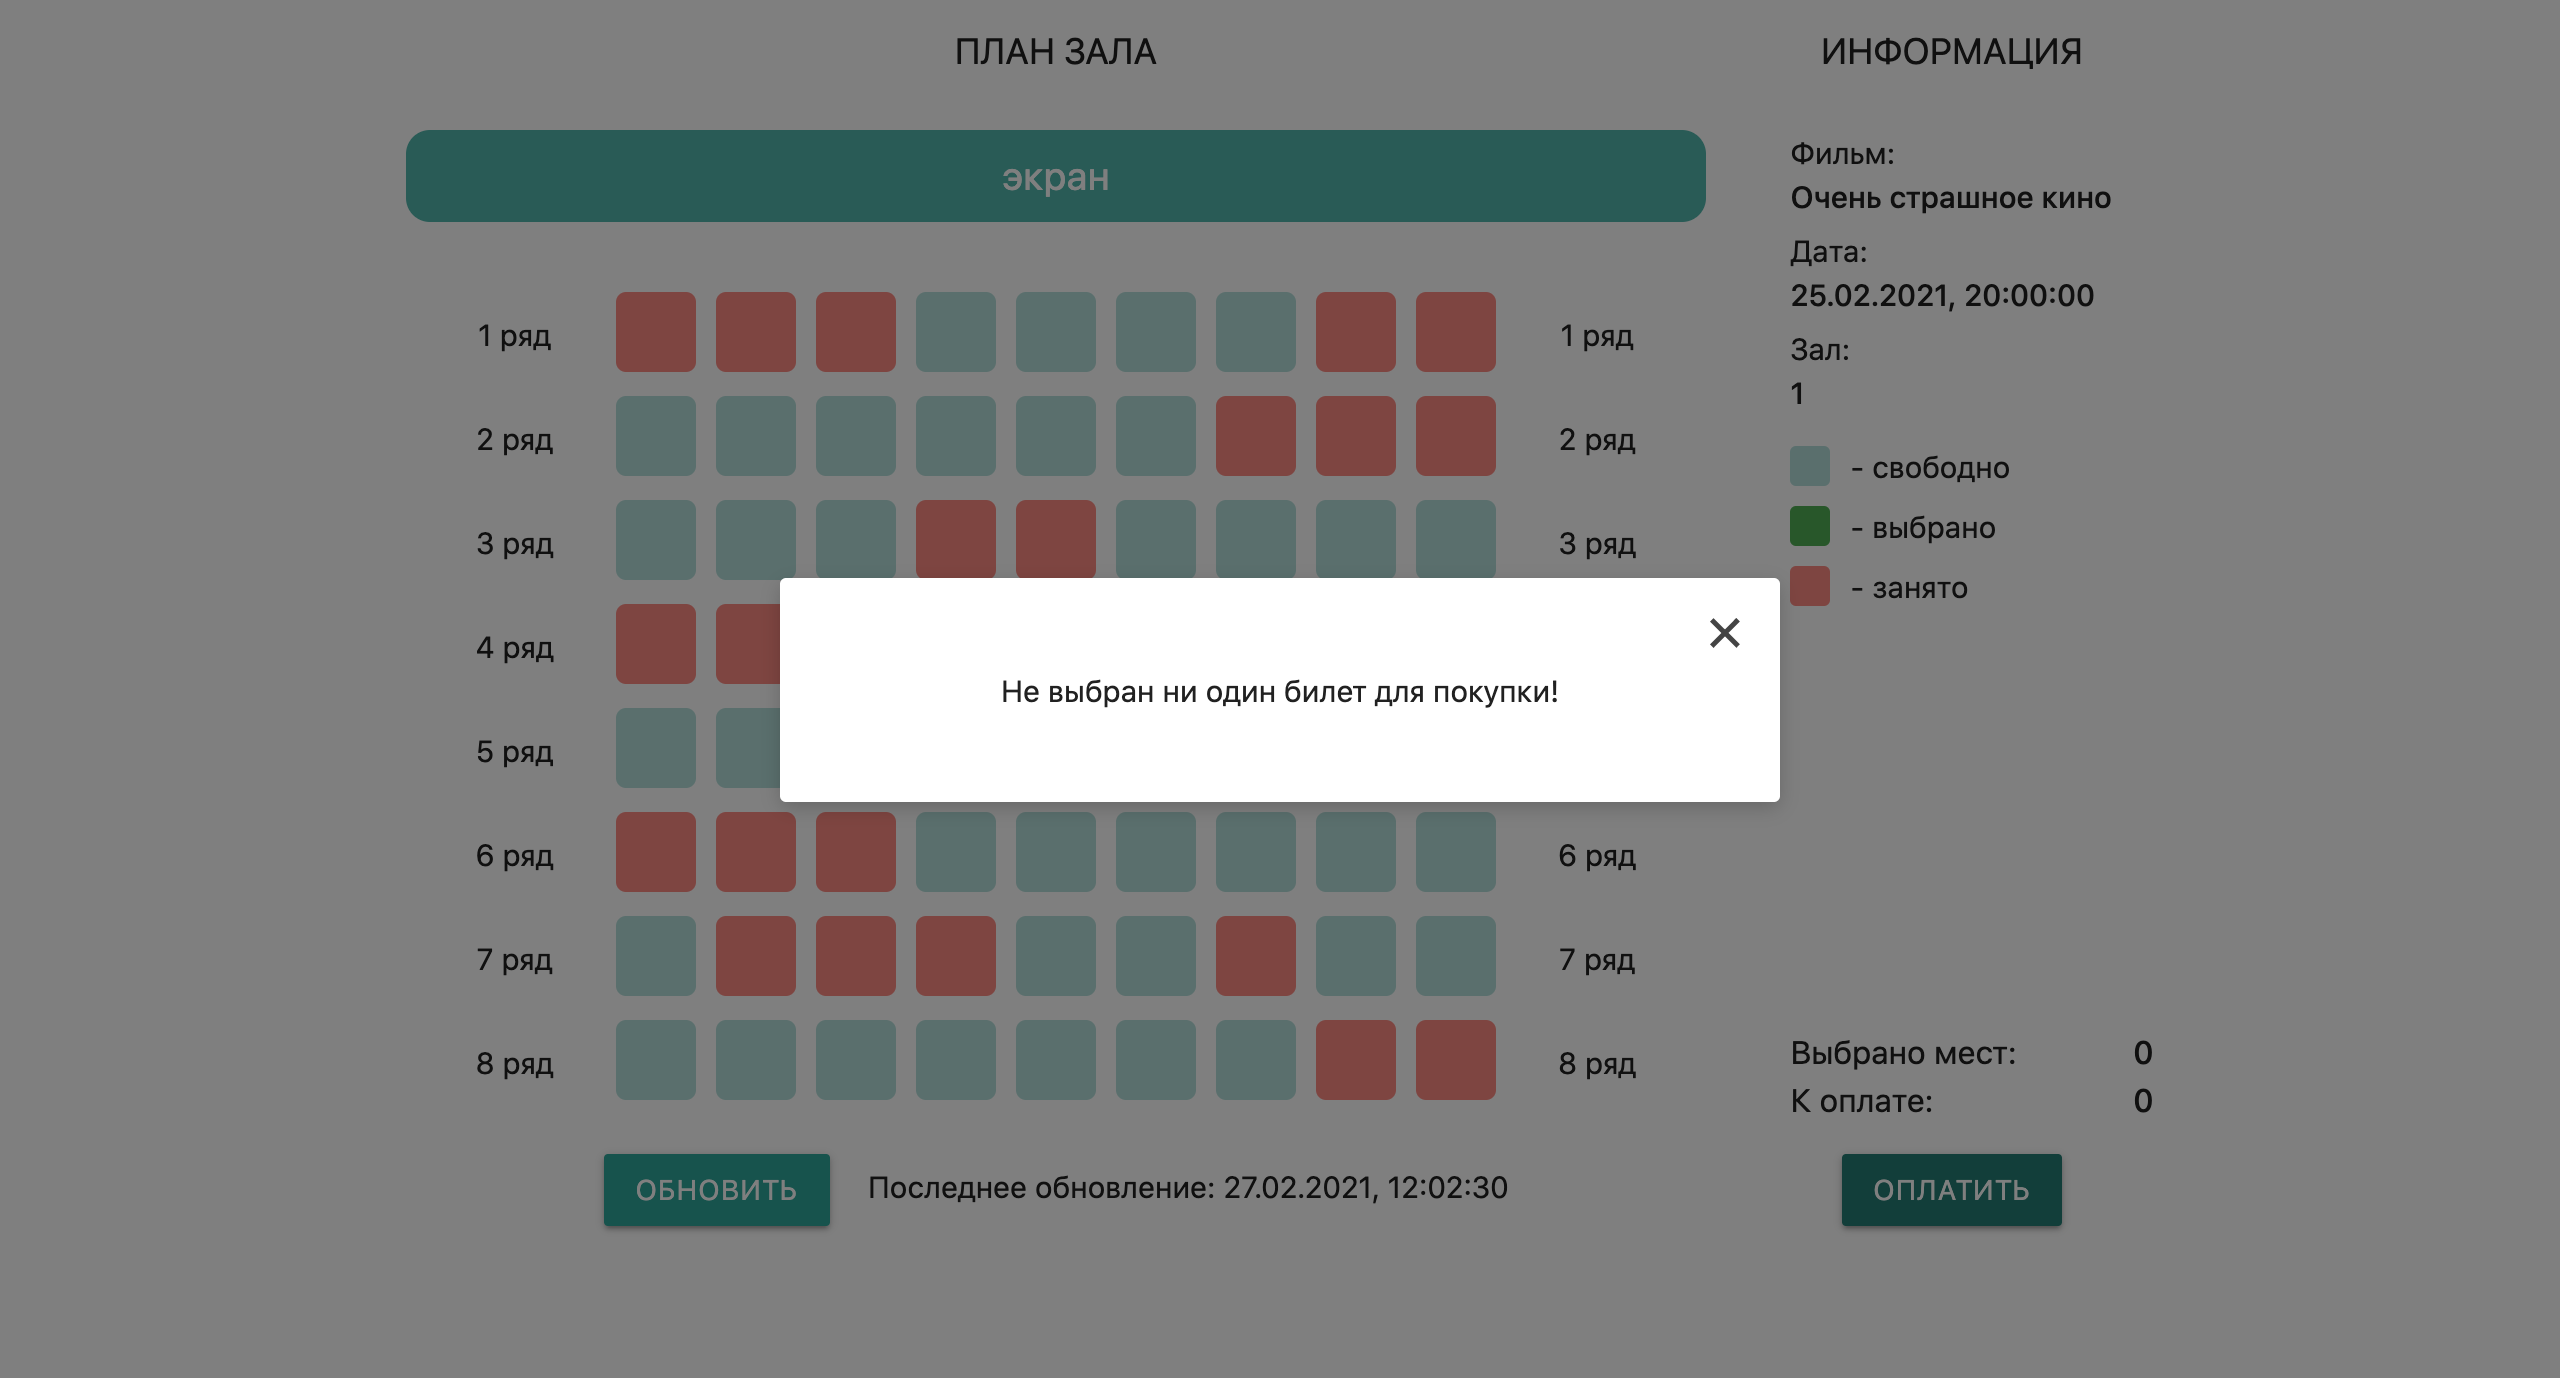 ПЛАН ЗАЛА
экран
1 ряд 1 ряд
2 ряд 2 ряд
3 ряд 3 ряд
4 ряд
5 ряд
6 ряд 6 ряд
7 ряд 7 ряд
8 ряд 8 ряд
ОБНОВИТЬ Последнее обновление: 27.02.2021, 12:02:30
ИНФОРМАЦИЯ
Фильм:
Очень страшное кино
Дата:
25.02.2021, 20:00:00
Зал:
1
- свободно
- выбрано
- занято
Выбрано мест: 0
К оплате: 0
ОПЛАТИТЬ
Не выбран ни один билет для покупки!